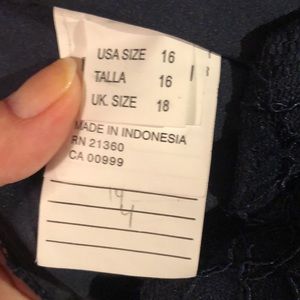 USA SIZE 16
TALLA 16
UK. SIZE 18
MADE IN INDONESIA
RN 21360
CA 00999